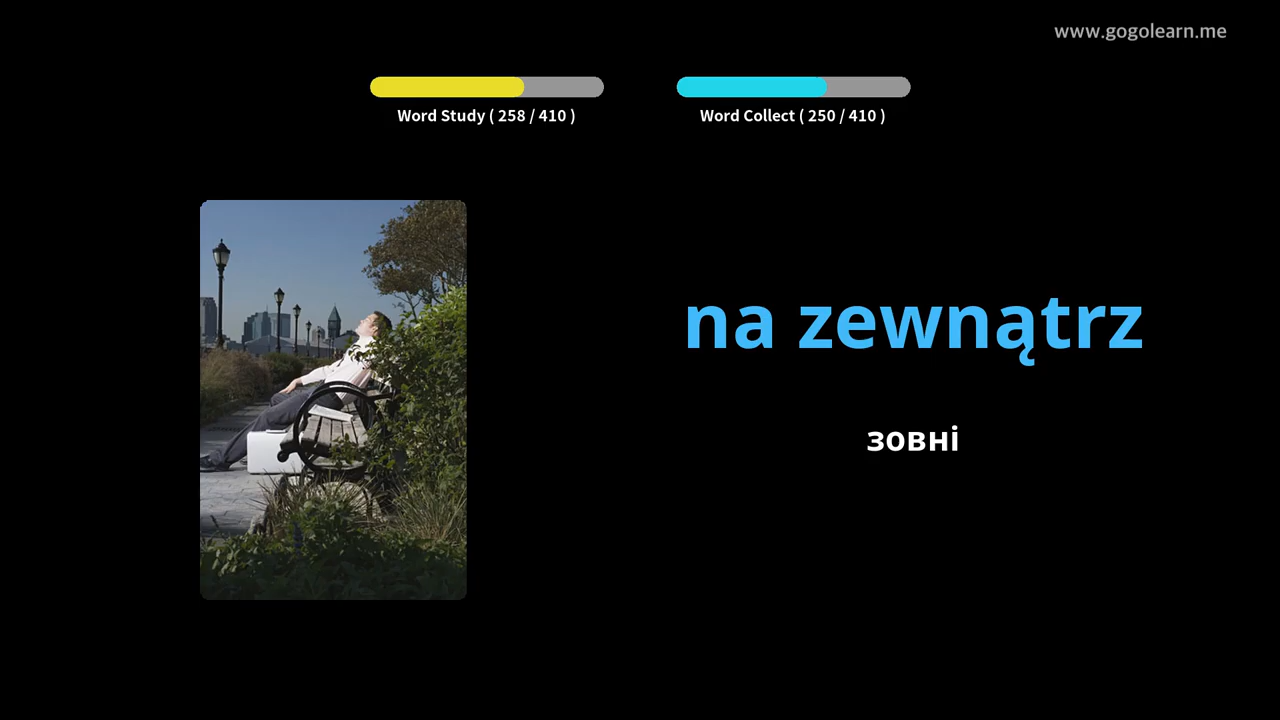 www.gogolearn.me
Word Study ( 258 / 410 )
Word Collect ( 250 / 410 )
na zewnątrz
зовні